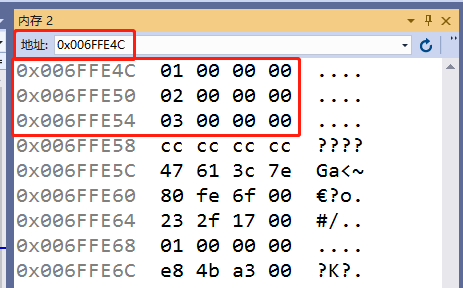 内存 2
地址: 0x006FFE4C
0x006FFE4C 01 00 00 00 ....
0x006FFE50 02 00 00 00 ....
0x006FFE54 03 00 00 00 ....
0x006FFE58 cc cc cc cc ????
0x006FFE5C 47 61 3c 7e Ga<~
0x006FFE60 80 fe 6f 00 €?o.
0x006FFE64 23 2f 17 00 #/..
0x006FFE68 01 00 00 00 ....
0x006FFE6C e8 4b a3 00 ?K?.